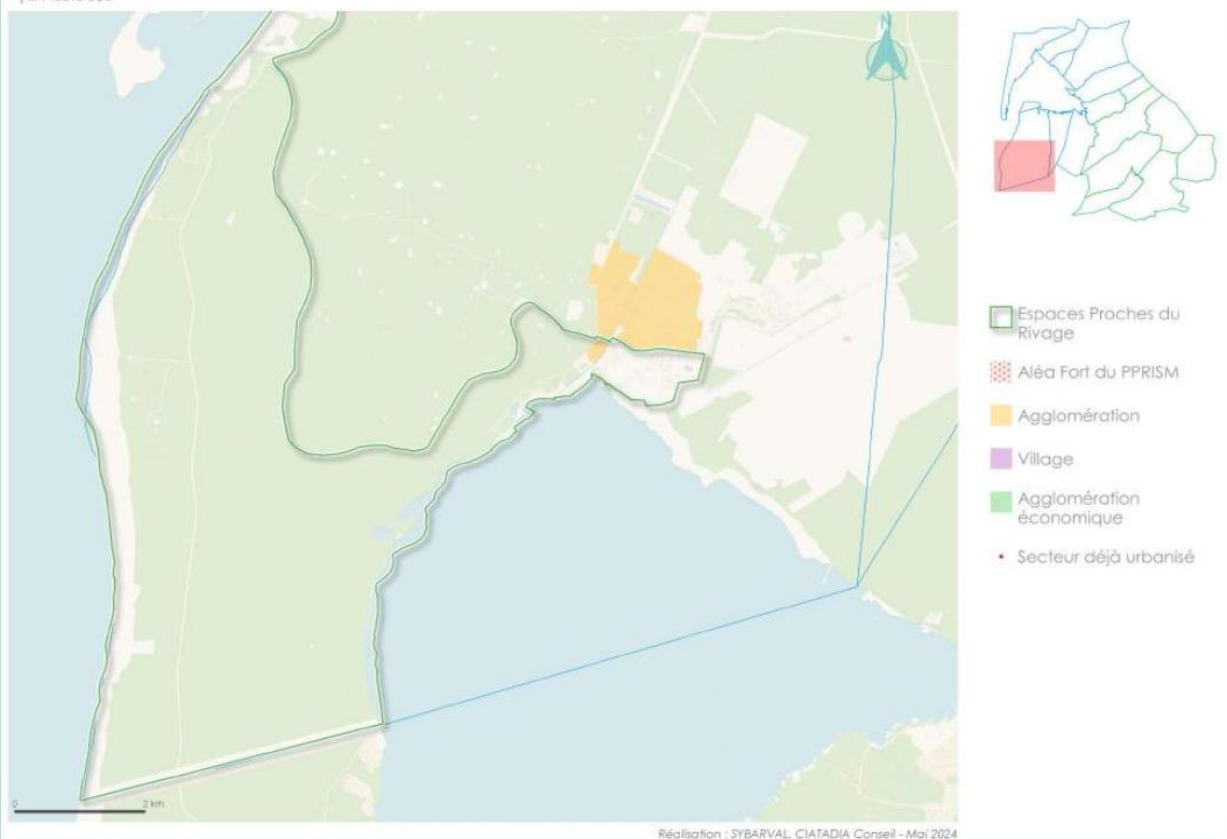 N
Espaces Proches du
Rivage
Aléa Fort du PPRISM
Agglomération
Village
Agglomération
économique
Secteur déjà urbanisé
0
2 km
Réalisation : SYBARVAL, CIATADIA Conseil - Mai 2024